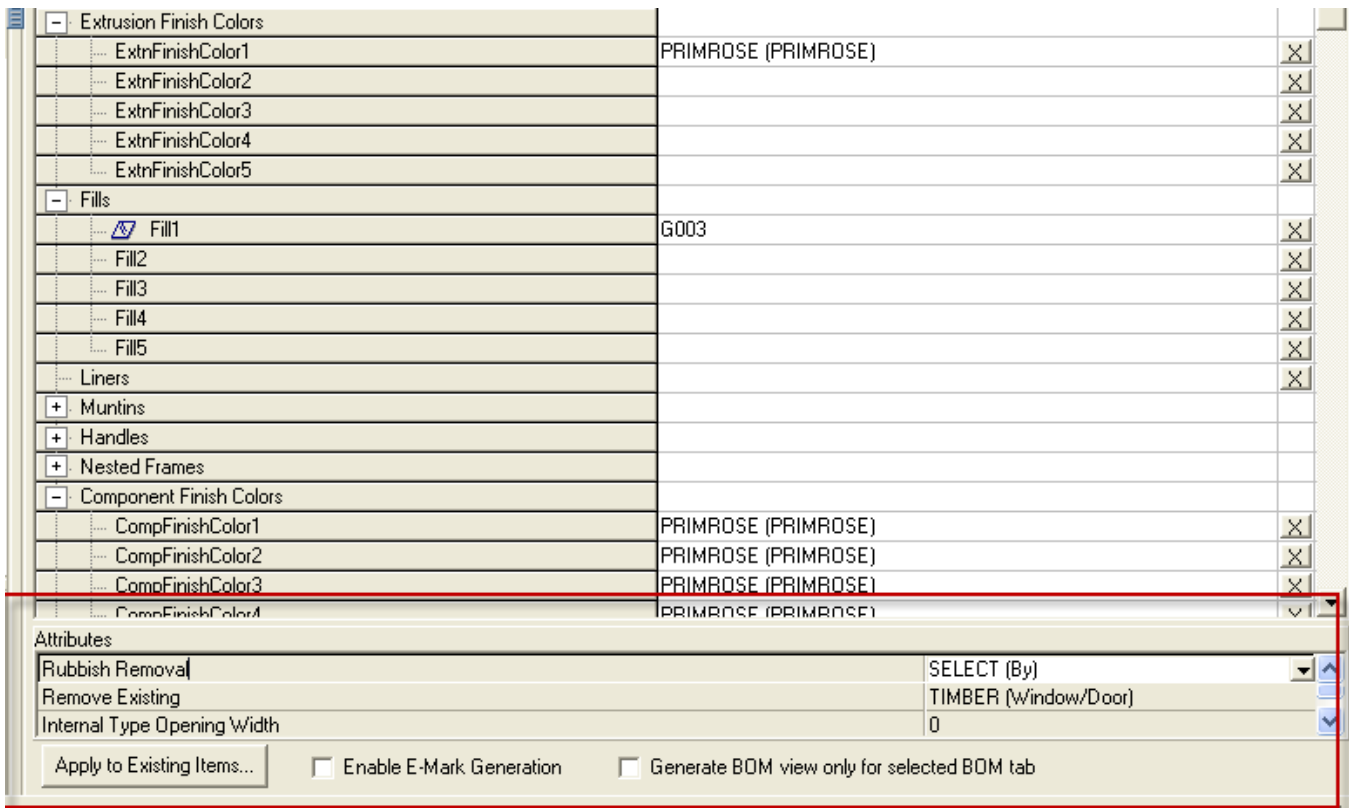 Extrusion Finish Colors
ExtnFinishColor1 PRIMROSE (PRIMROSE) X
ExtnFinishColor2 X
ExtnFinishColor3 X
ExtnFinishColor4 X
ExtnFinishColor5 X
Fills
Fill1 G003 X
Fill2 X
Fill3 X
Fill4 X
Fill5 X
Liners X
Muntins
Handles
Nested Frames
Component Finish Colors
CompFinishColor1 PRIMROSE (PRIMROSE) X
CompFinishColor2 PRIMROSE (PRIMROSE) X
CompFinishColor3 PRIMROSE (PRIMROSE) X
CompFinishColor4 PRIMROSE (PRIMROSE) X
Attributes
Rubbish Removal SELECT (By)
Remove Existing TIMBER (Window/Door)
Internal Type Opening Width 0
Apply to Existing Items... Enable E-Mark Generation Generate BOM view only for selected BOM tab